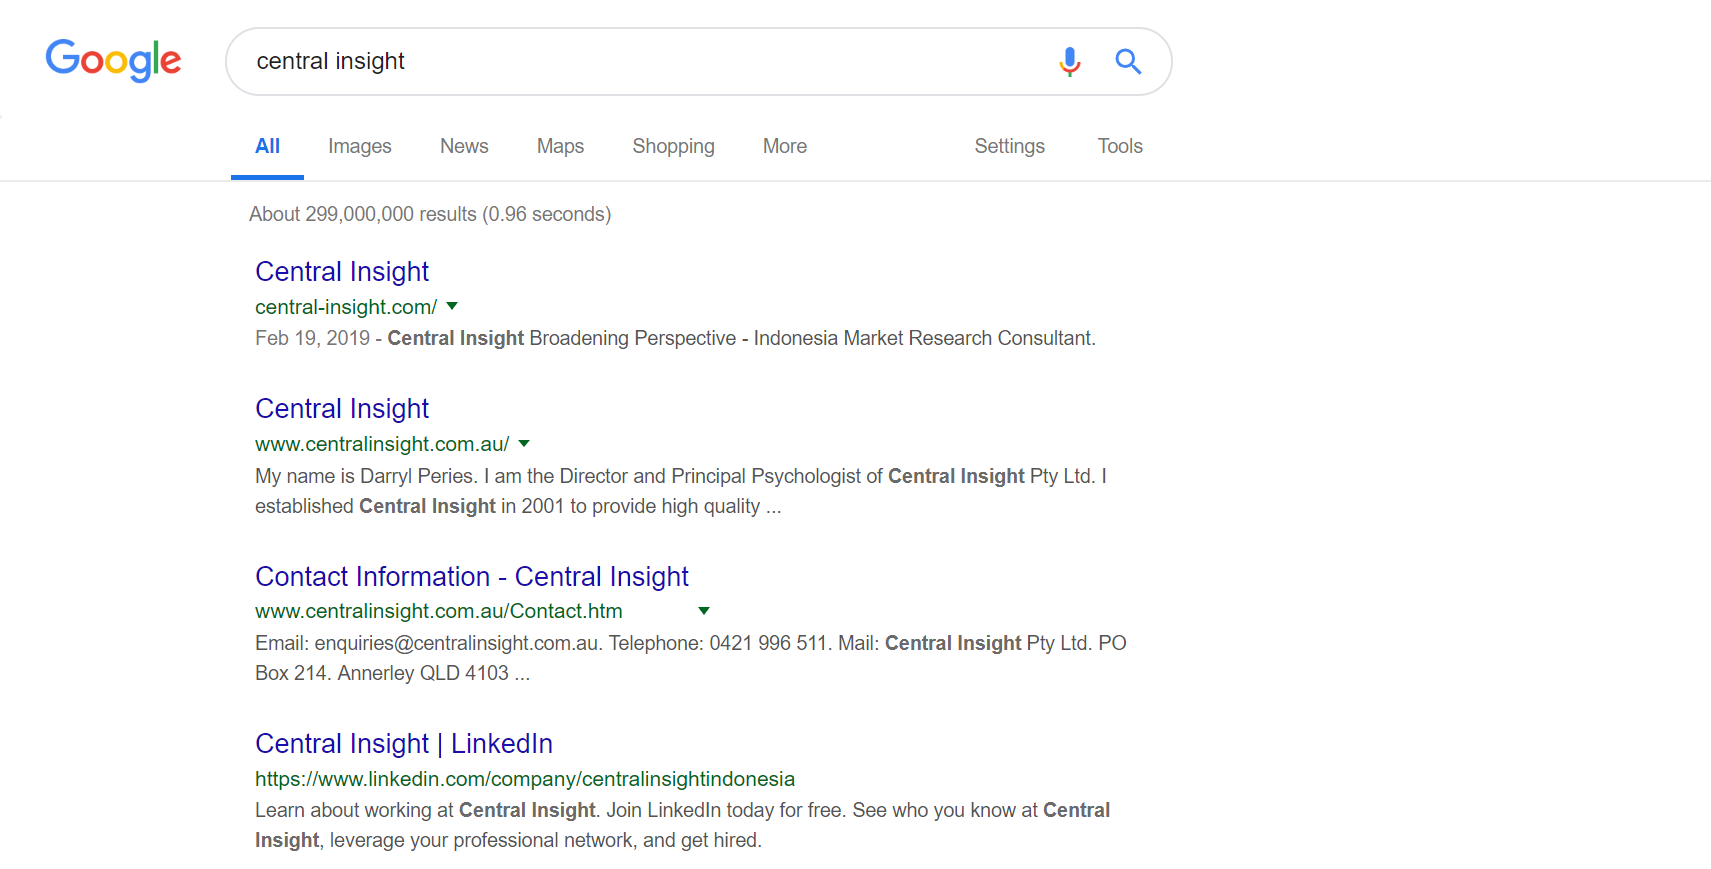 Google
central insight
All Images News Maps Shopping More Settings Tools
About 299,000,000 results (0.96 seconds)
Central Insight
central-insight.com/
Feb 19, 2019 - Central Insight Broadening Perspective - Indonesia Market Research Consultant.
Central Insight
www.centralinsight.com.au/
My name is Darryl Peries. I am the Director and Principal Psychologist of Central Insight Pty Ltd. I
established Central Insight in 2001 to provide high quality ...
Contact Information - Central Insight
www.centralinsight.com.au/Contact.htm
Email: enquiries@centralinsight.com.au. Telephone: 0421 996 511. Mail: Central Insight Pty Ltd. PO
Box 214. Annerley QLD 4103 ...
Central Insight | LinkedIn
https://www.linkedin.com/company/centralinsightindonesia
Learn about working at Central Insight. Join LinkedIn today for free. See who you know at Central
Insight, leverage your professional network, and get hired.